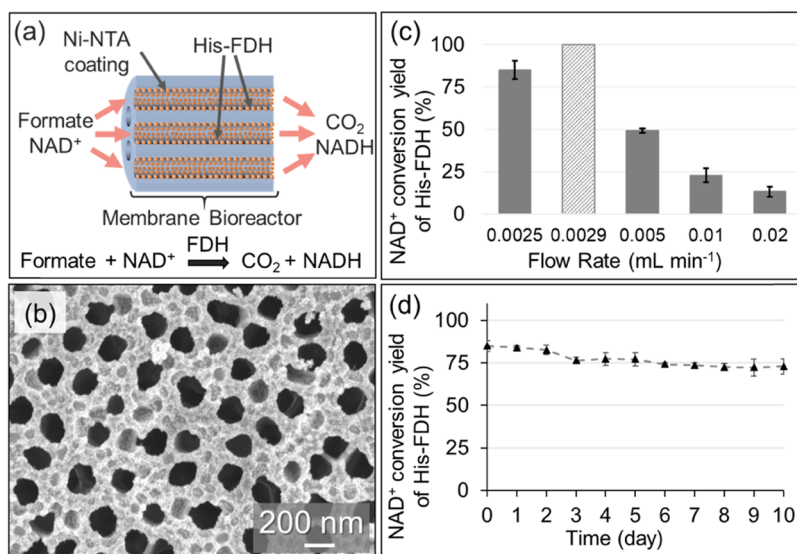 (a)
Ni-NTA
coating
His-FDH
Formate
NAD⁺
CO₂
NADH
Membrane Bioreactor
FDH
Formate + NAD⁺ CO₂ + NADH
(b)
200 nm
(c)
NAD⁺ conversion yield
of His-FDH (%)
100
75
50
25
0
0.0025 0.0029 0.005 0.01 0.02
Flow Rate (mL min⁻¹)
(d)
NAD⁺ conversion yield
of His-FDH (%)
100
75
50
25
0
0 1 2 3 4 5 6 7 8 9 10
Time (day)